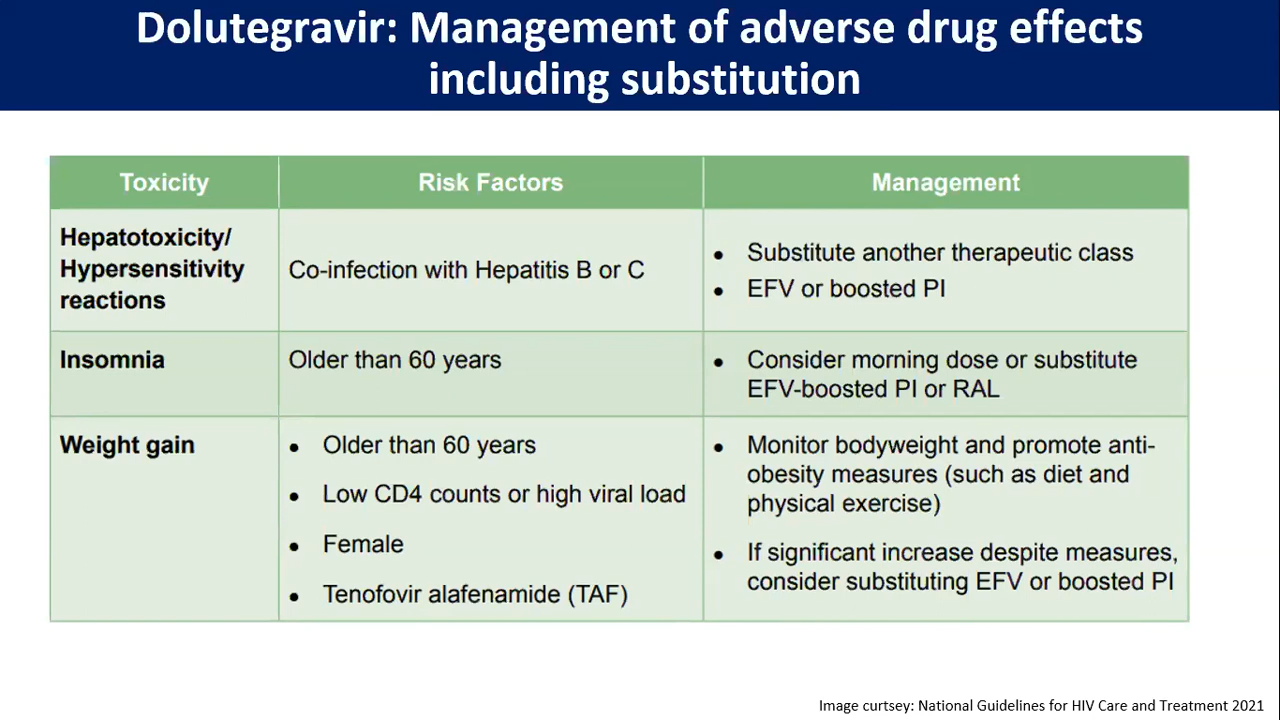 Dolutegravir: Management of adverse drug effects
including substitution
Toxicity
Risk Factors
Management
Hepatotoxicity/
Hypersensitivity
reactions
Co-infection with Hepatitis B or C
• Substitute another therapeutic class
• EFV or boosted PI
Insomnia
Older than 60 years
• Consider morning dose or substitute
EFV-boosted PI or RAL
Weight gain
• Older than 60 years
• Low CD4 counts or high viral load
• Female
• Tenofovir alafenamide (TAF)
• Monitor bodyweight and promote anti-
obesity measures (such as diet and
physical exercise)
• If significant increase despite measures,
consider substituting EFV or boosted PI
Image curtsey: National Guidelines for HIV Care and Treatment 2021